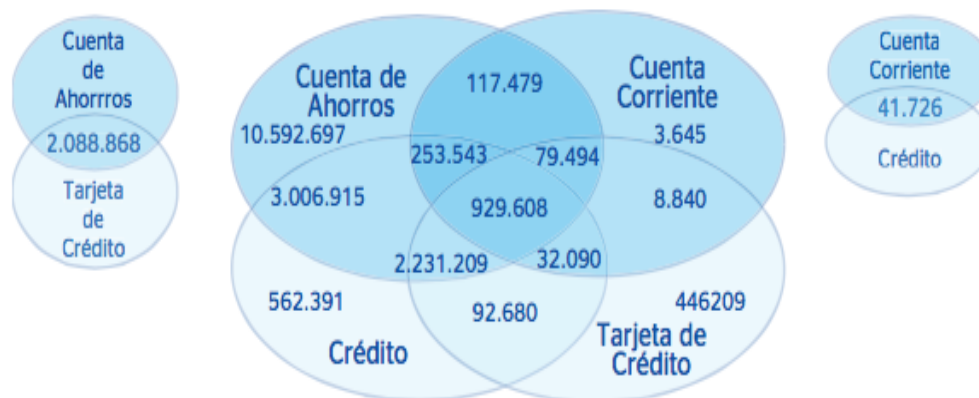 Cuenta
de
Ahorrros
2.088.868
Tarjeta
de
Crédito
Cuenta de
Ahorros
117.479
Cuenta
Corriente
10.592.697
3.645
253.543
79.494
3.006.915
929.608
8.840
2.231.209
32.090
562.391
92.680
446209
Crédito
Tarjeta de
Crédito
Cuenta
Corriente
41.726
Crédito